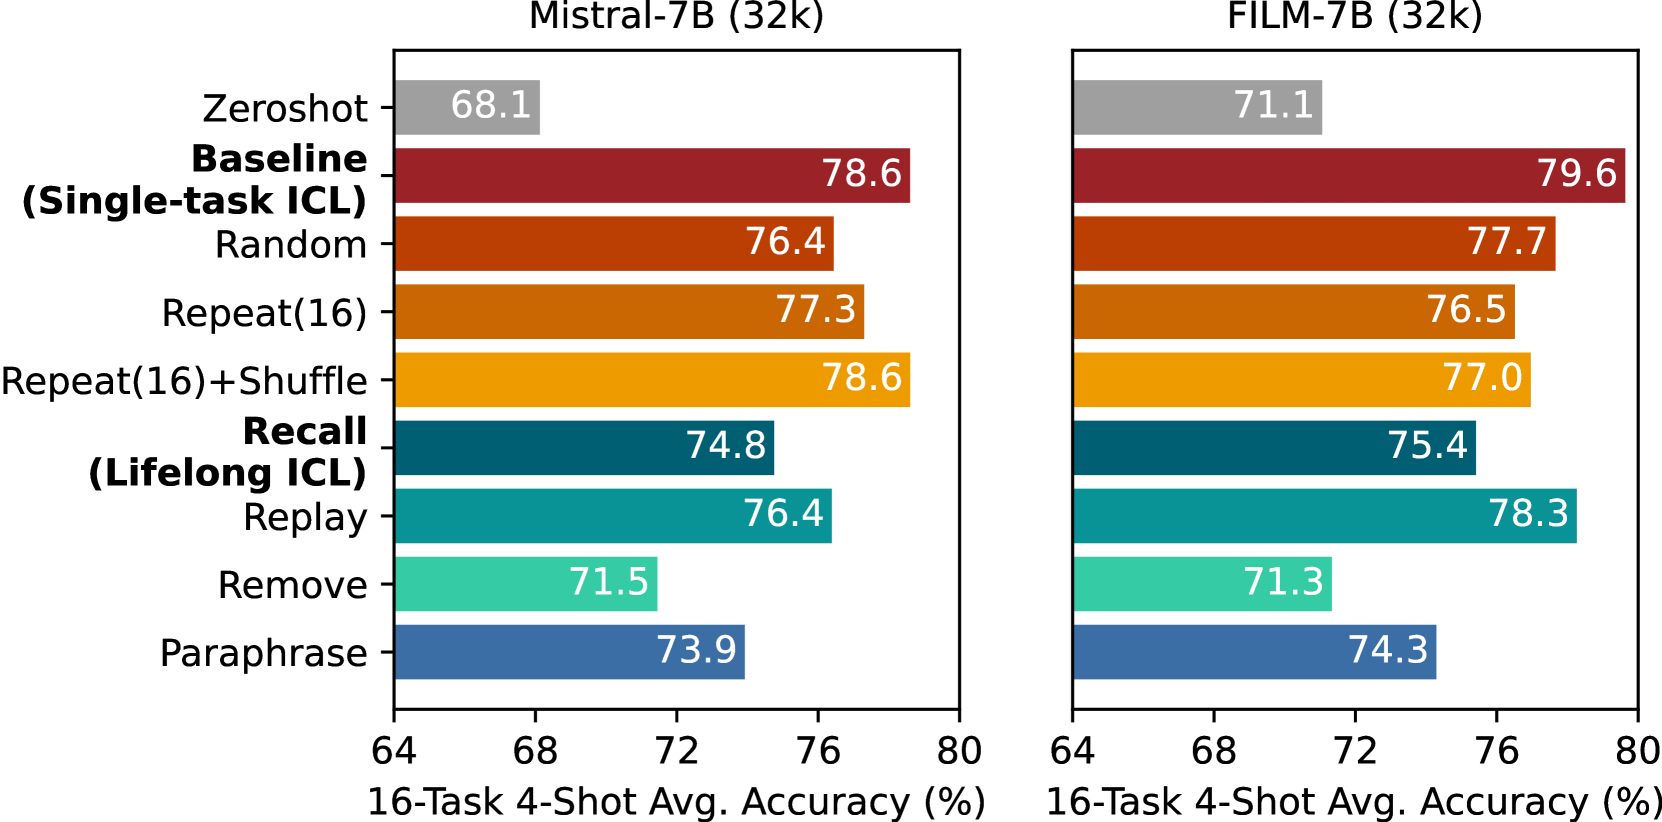 Mistral-7B (32k)
FILM-7B (32k)
Zeroshot
68.1
71.1
Baseline
(Single-task ICL)
78.6
79.6
Random
76.4
77.7
Repeat(16)
77.3
76.5
Repeat(16)+Shuffle
78.6
77.0
Recall
(Lifelong ICL)
74.8
75.4
Replay
76.4
78.3
Remove
71.5
71.3
Paraphrase
73.9
74.3
64 68 72 76 80
64 68 72 76 80
16-Task 4-Shot Avg. Accuracy (%)
16-Task 4-Shot Avg. Accuracy (%)